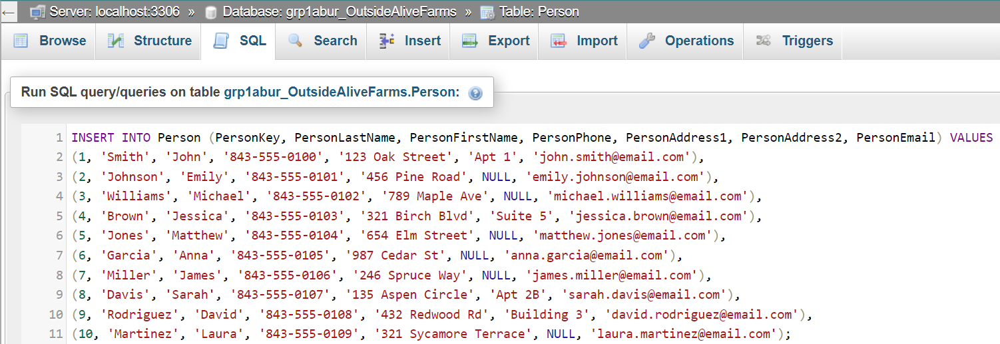 Server: localhost:3306 » Database: grp1abur_OutsideAliveFarms » Table: Person
Browse Structure SQL Search Insert Export Import Operations Triggers
Run SQL query/queries on table grp1abur_OutsideAliveFarms.Person:
1 INSERT INTO Person (PersonKey, PersonLastName, PersonFirstName, PersonPhone, PersonAddress1, PersonAddress2, PersonEmail) VALUES
2 (1, 'Smith', 'John', '843-555-0100', '123 Oak Street', 'Apt 1', 'john.smith@email.com'),
3 (2, 'Johnson', 'Emily', '843-555-0101', '456 Pine Road', NULL, 'emily.johnson@email.com'),
4 (3, 'Williams', 'Michael', '843-555-0102', '789 Maple Ave', NULL, 'michael.williams@email.com'),
5 (4, 'Brown', 'Jessica', '843-555-0103', '321 Birch Blvd', 'Suite 5', 'jessica.brown@email.com'),
6 (5, 'Jones', 'Matthew', '843-555-0104', '654 Elm Street', NULL, 'matthew.jones@email.com'),
7 (6, 'Garcia', 'Anna', '843-555-0105', '987 Cedar St', NULL, 'anna.garcia@email.com'),
8 (7, 'Miller', 'James', '843-555-0106', '246 Spruce Way', NULL, 'james.miller@email.com'),
9 (8, 'Davis', 'Sarah', '843-555-0107', '135 Aspen Circle', 'Apt 2B', 'sarah.davis@email.com'),
10 (9, 'Rodriguez', 'David', '843-555-0108', '432 Redwood Rd', 'Building 3', 'david.rodriguez@email.com'),
11 (10, 'Martinez', 'Laura', '843-555-0109', '321 Sycamore Terrace', NULL, 'laura.martinez@email.com');